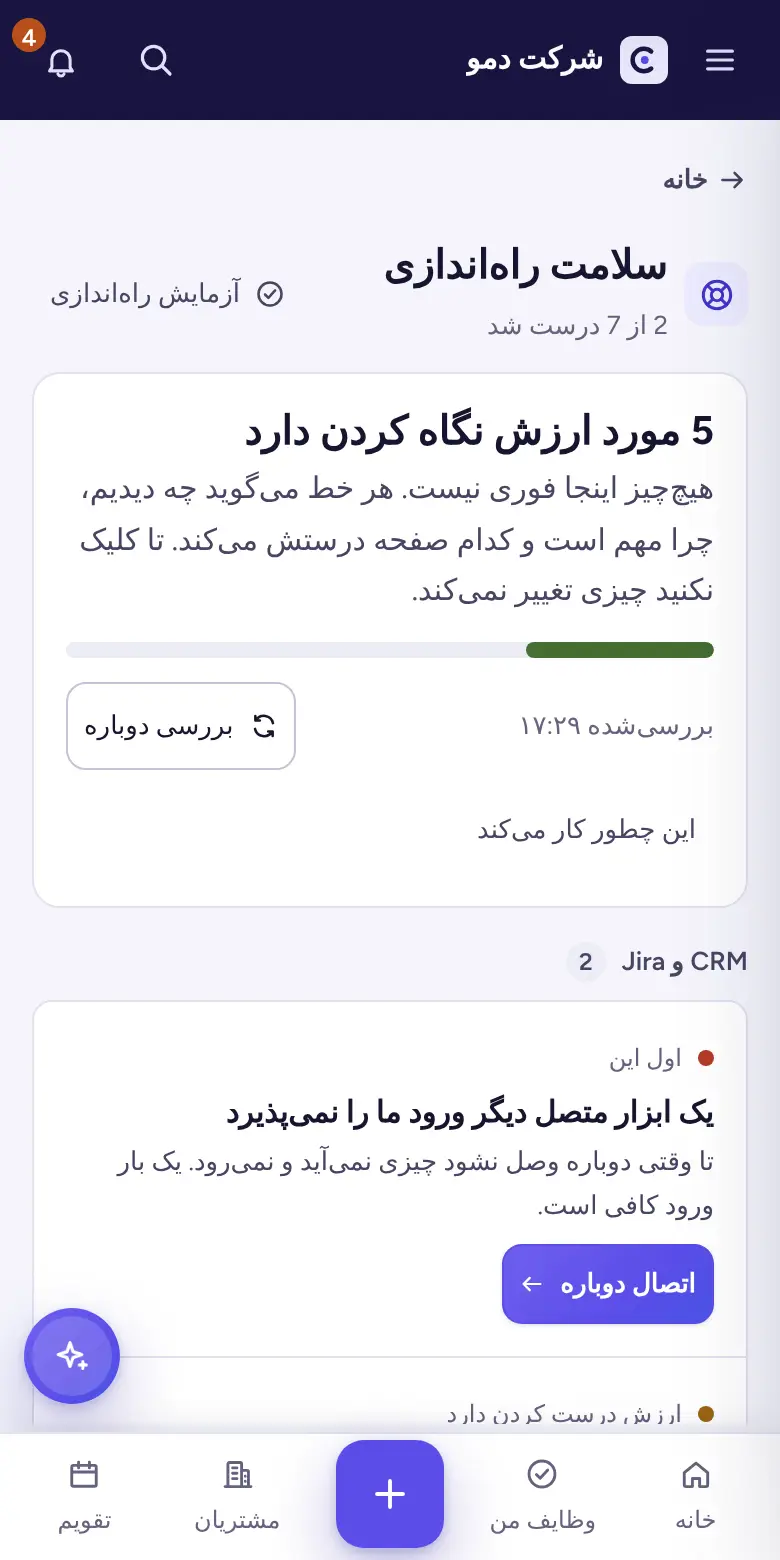 شرکت دمو
4
خانه
سلامت راه‌اندازی
2 از 7 درست شد
آزمایش راه‌اندازی
5 مورد ارزش نگاه کردن دارد
هیچ‌چیز اینجا فوری نیست. هر خط می‌گوید چه دیدیم،
چرا مهم است و کدام صفحه درستش می‌کند. تا کلیک
نکنید چیزی تغییر نمی‌کند.
بررسی‌شده ۱۷:۲۹
بررسی دوباره
این چطور کار می‌کند
CRM و Jira
2
اول این
یک ابزار متصل دیگر ورود ما را نمی‌پذیرد
تا وقتی دوباره وصل نشود چیزی نمی‌آید و نمی‌رود. یک بار
ورود کافی است.
اتصال دوباره
ارزش درست کردن دارد
خانه
وظایف من
مشتریان
تقویم